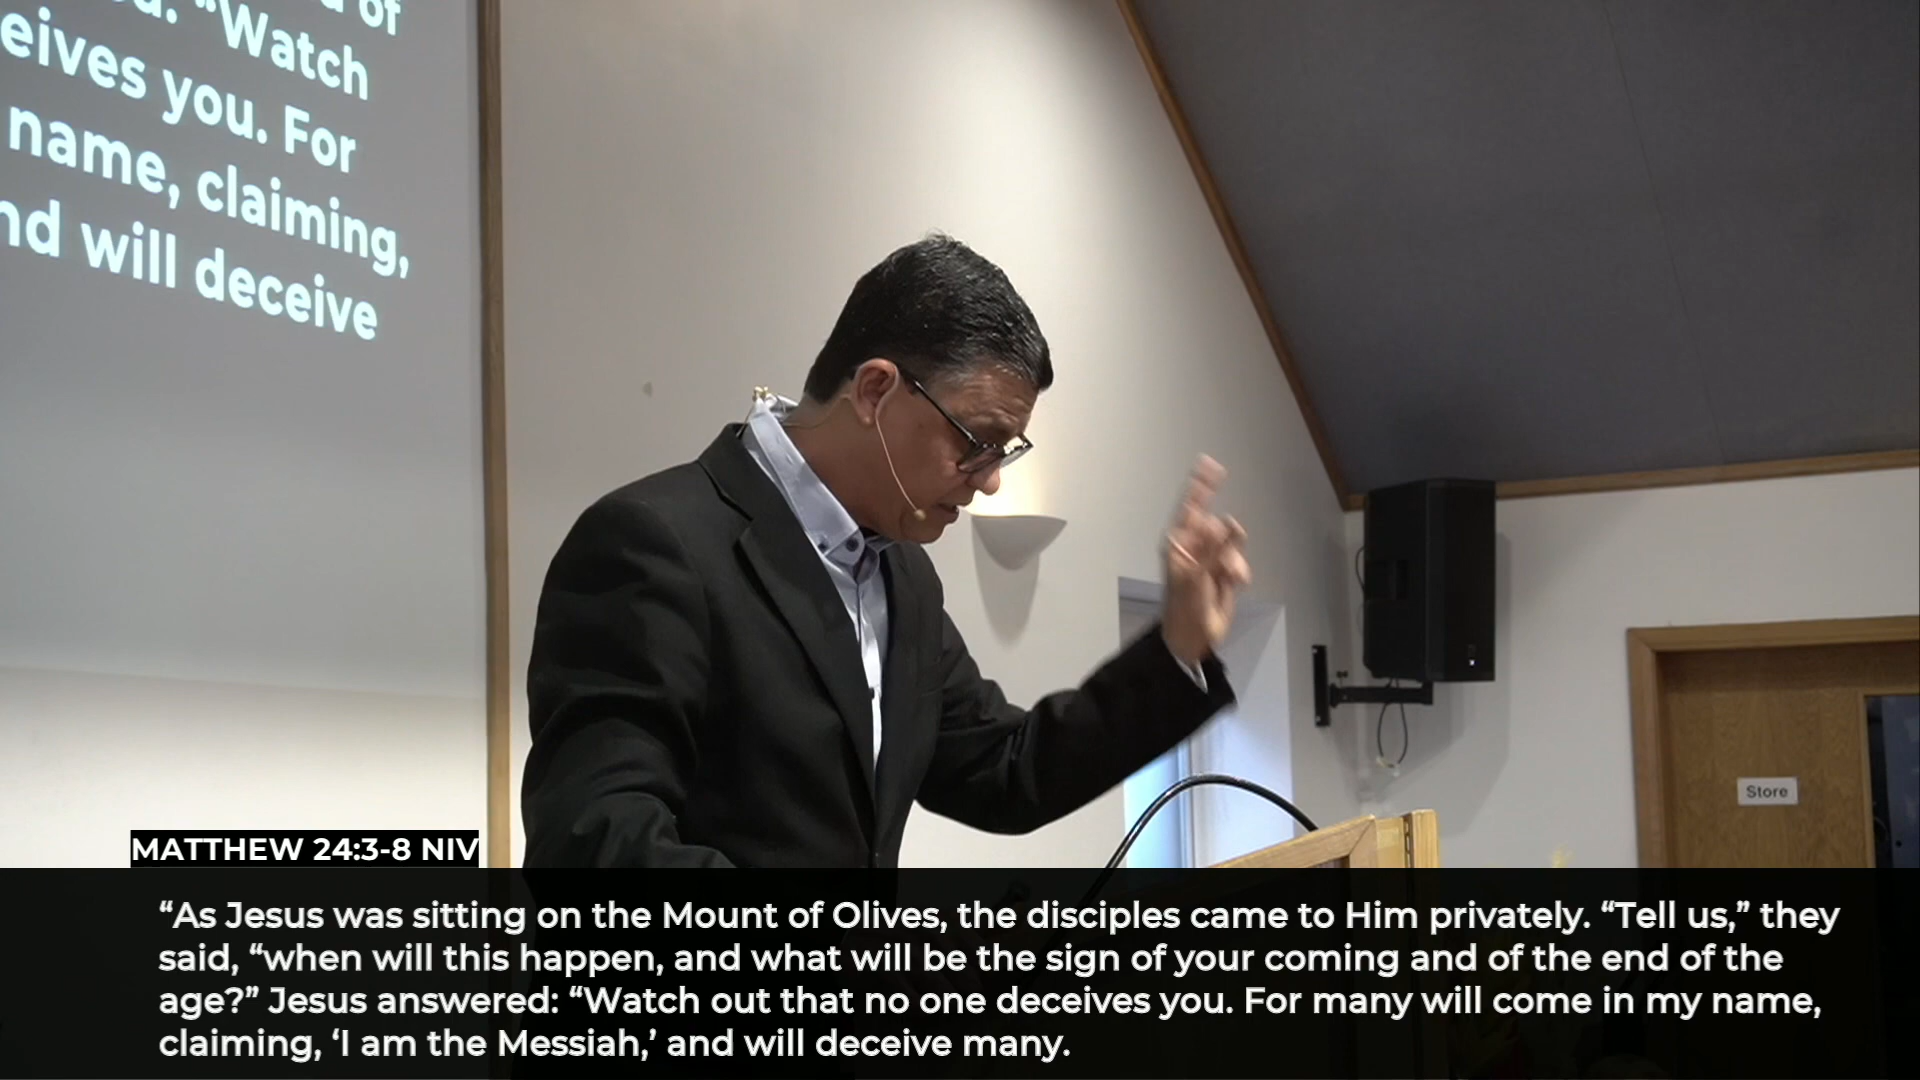 of
"Watch
eives you. For
name, claiming,
nd will deceive
Store
MATTHEW 24:3-8 NIV
“As Jesus was sitting on the Mount of Olives, the disciples came to Him privately. “Tell us,” they
said, “when will this happen, and what will be the sign of your coming and of the end of the
age?” Jesus answered: “Watch out that no one deceives you. For many will come in my name,
claiming, ‘I am the Messiah,’ and will deceive many.